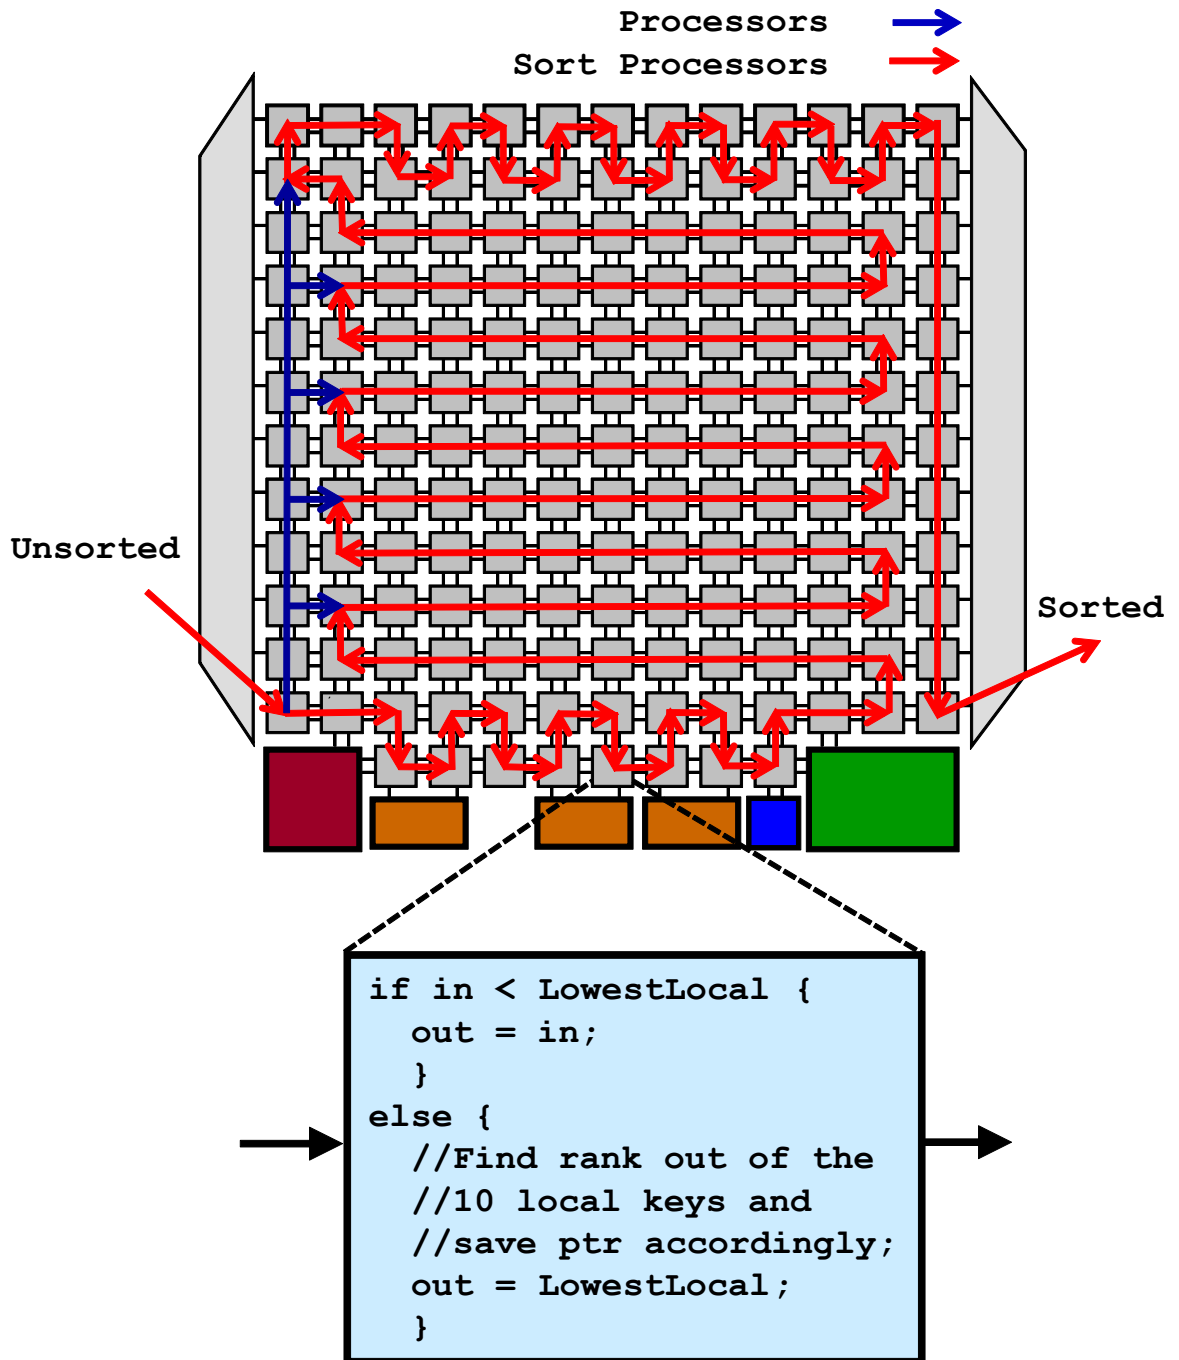 Processors
Sort Processors
Unsorted
Sorted
if in < LowestLocal {
out = in;
}
else {
//Find rank out of the
//10 local keys and
//save ptr accordingly;
out = LowestLocal;
}